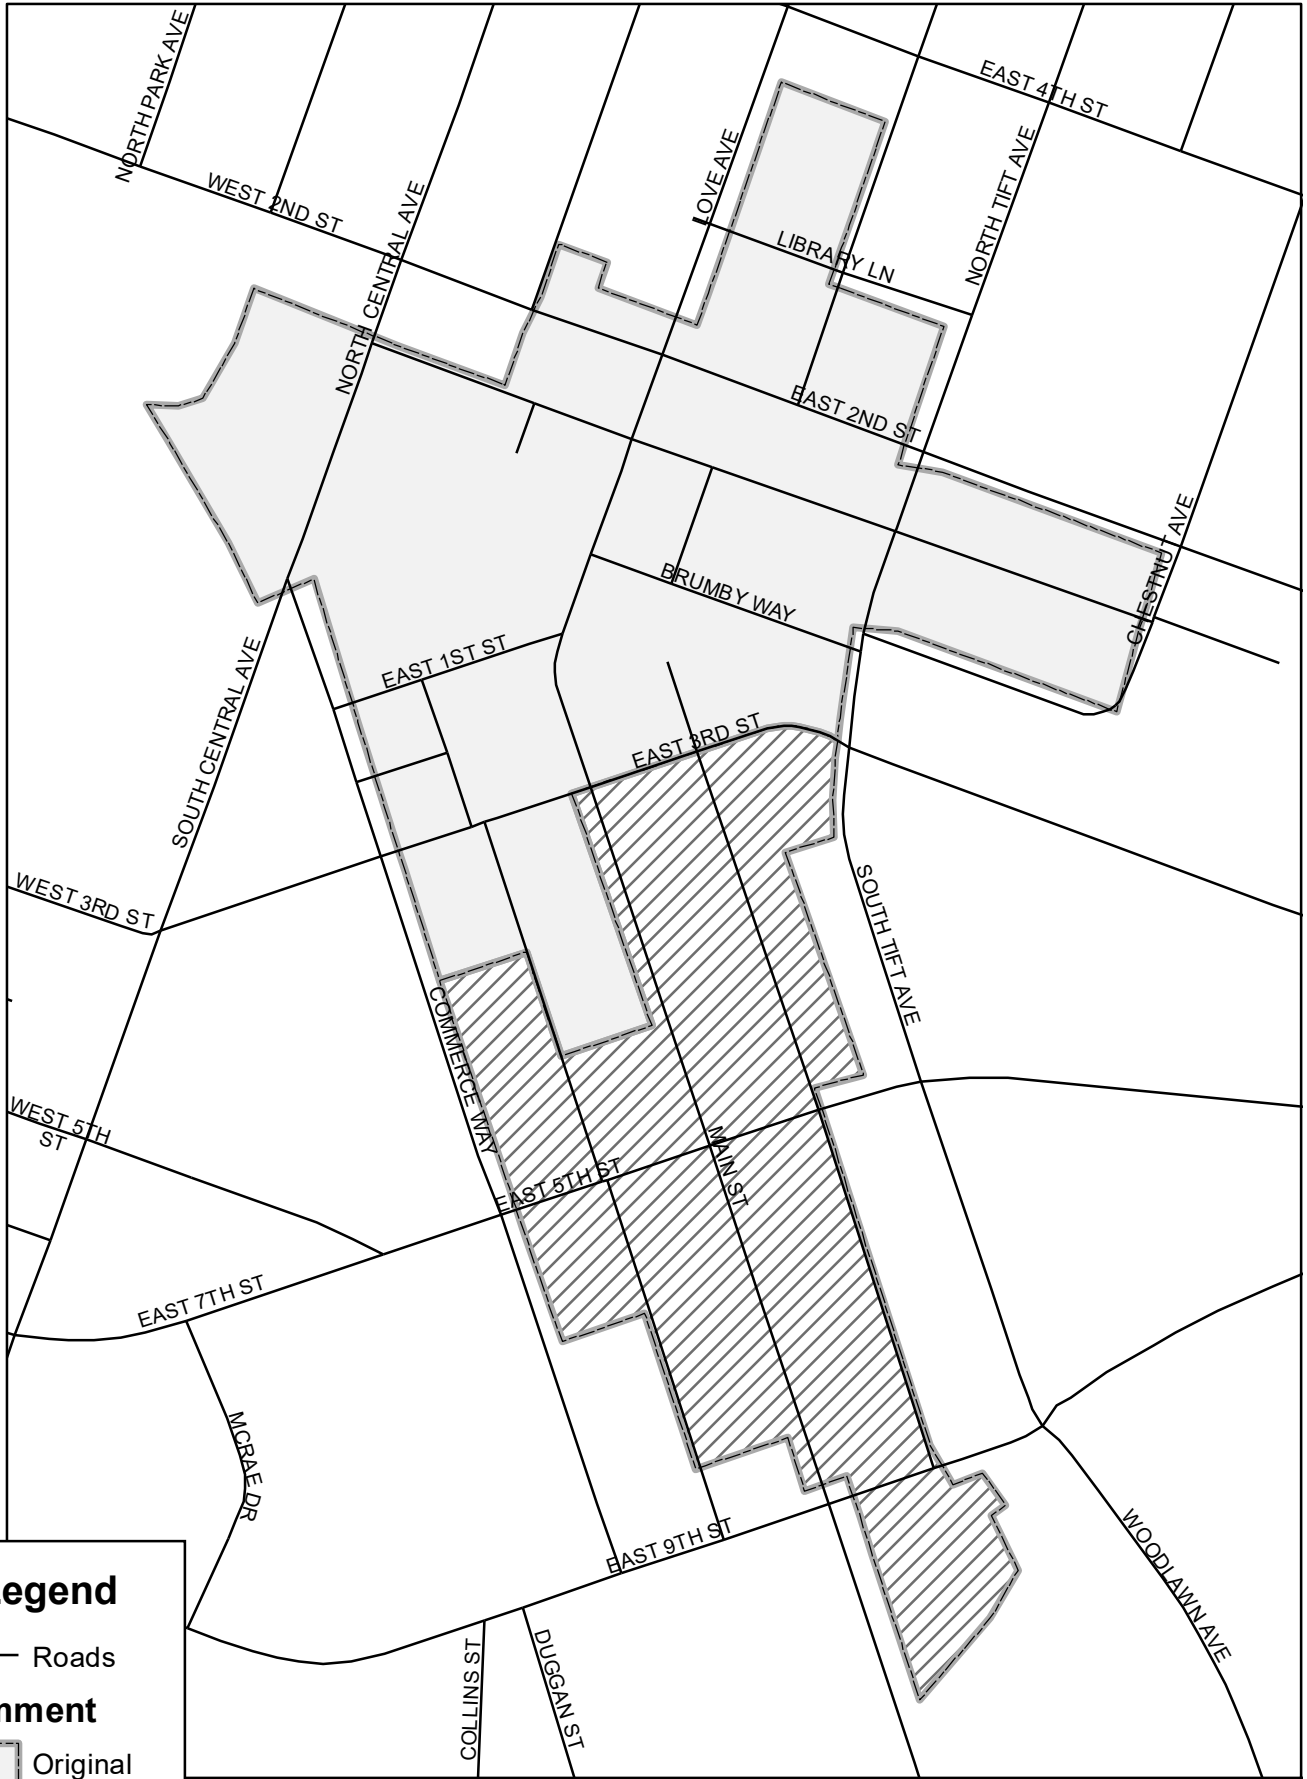 NORTH PARK AVE
EAST 4TH ST
LOVE AVE
NORTH TIFT AVE
WEST 2ND ST
NORTH CENTRAL AVE
LIBRARY LN
EAST 2ND ST
CHESTNUT AVE
BRUMBY WAY
EAST 1ST ST
SOUTH CENTRAL AVE
EAST 3RD ST
WEST 3RD ST
SOUTH TIFT AVE
COMMERCE WAY
WEST 5TH
ST
MAIN ST
EAST 5TH ST
EAST 7TH ST
MCRAE DR
EAST 9TH ST
WOODLAWN AVE
COLLINS ST
DUGGAN ST
egend
Roads
mment
Original